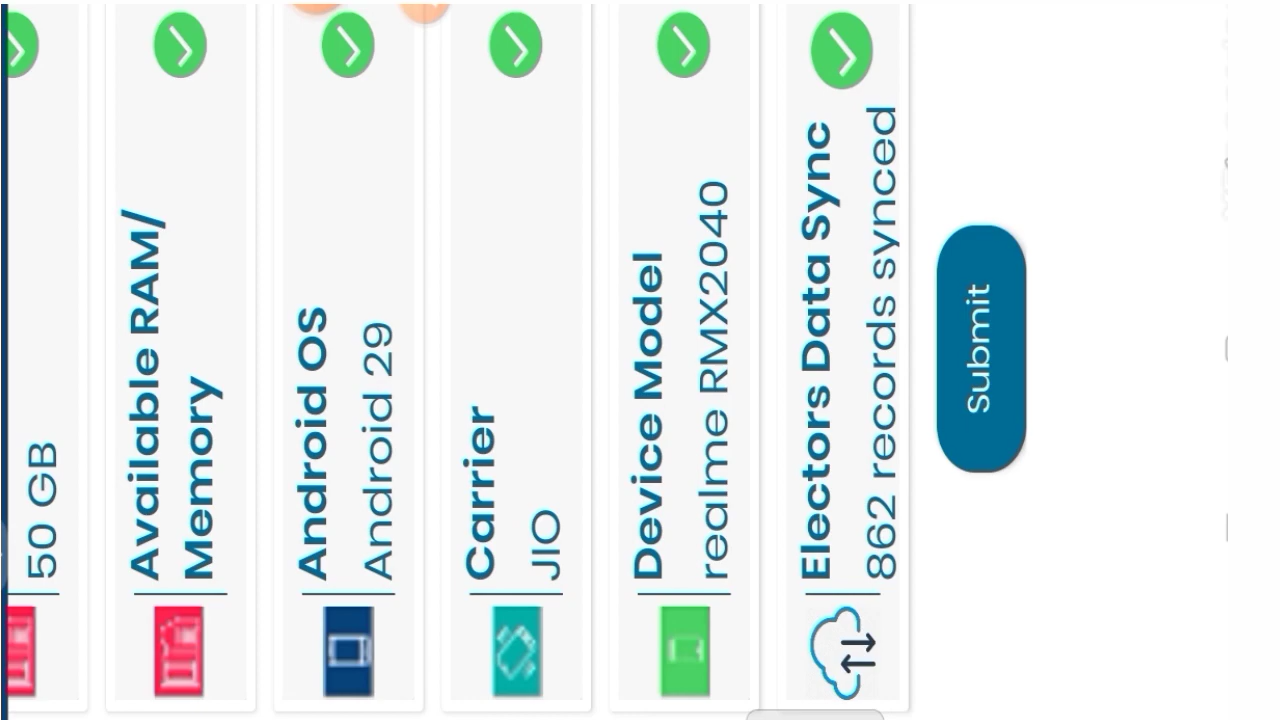 50 GB
Available RAM/
Memory
Android OS
Android 29
Carrier
JIO
Device Model
realme RMX2040
Electors Data Sync
862 records synced
Submit